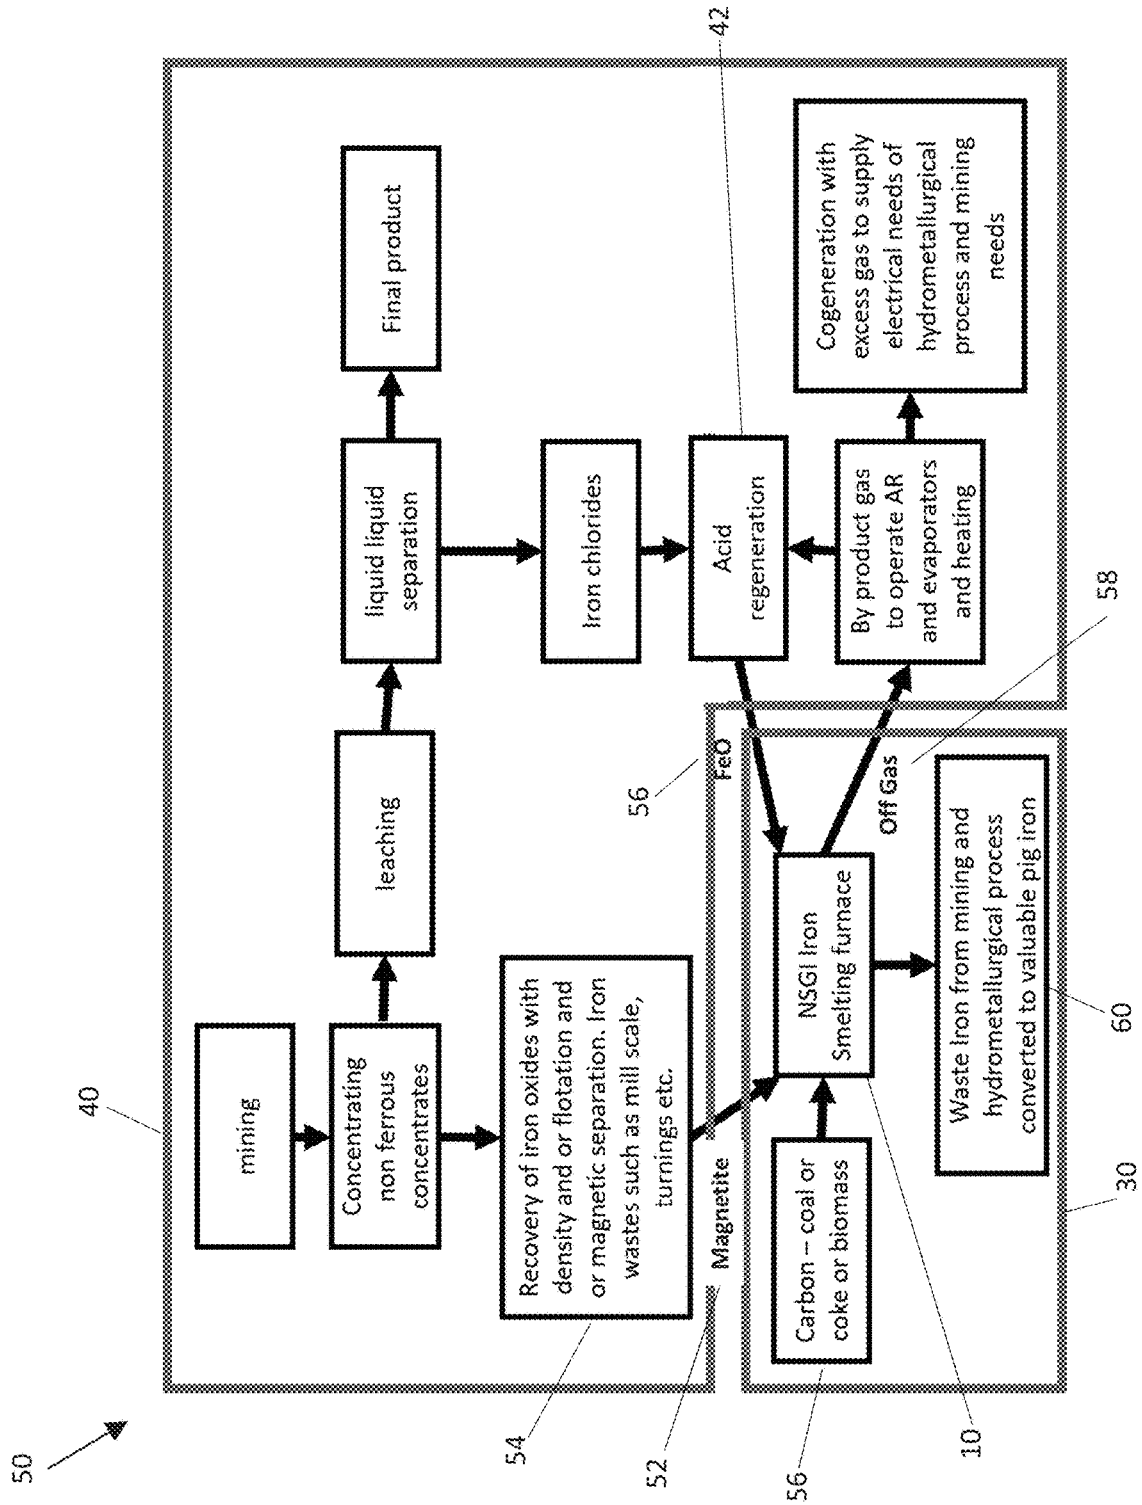 50
40
mining
Concentrating
non ferrous
concentrates
leaching
liquid liquid
separation
Final product
54
Recovery of iron oxides with
density and or flotation and
or magnetic separation. Iron
wastes such as mill scale,
turnings etc.
Iron chlorides
42
Acid
regeneration
52
Magnetite
56
FeO
56
Carbon – coal or
coke or biomass
10
NSGI Iron
Smelting furnace
Off Gas
58
By product gas
to operate AR
and evaporators
and heating
Cogeneration with
excess gas to supply
electrical needs of
hydrometallurgical
process and mining
needs
Waste Iron from mining and
hydrometallurgical process
converted to valuable pig iron
60
30